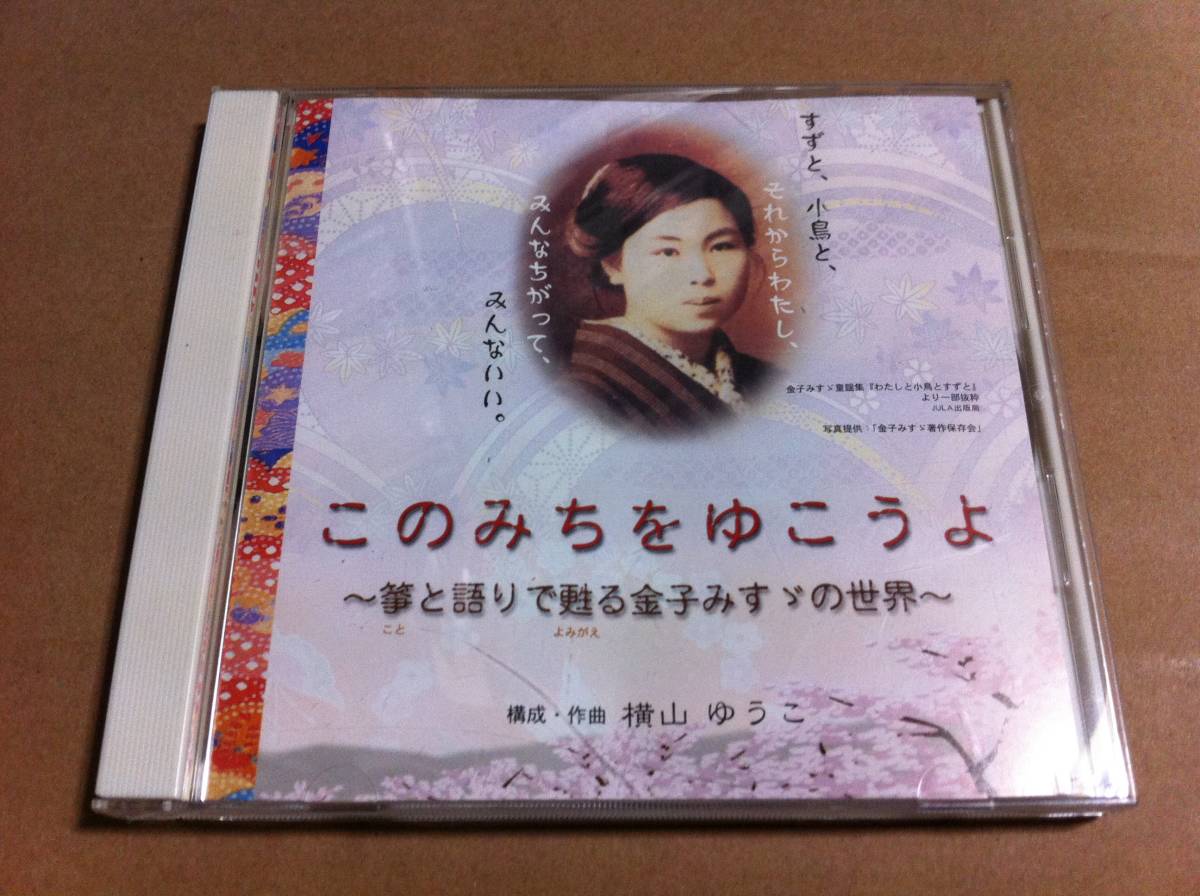 すずと、小鳥と、
それからわたし、
みんなちがって、
みんないい。
金子みすゞ童謡集『わたしと小鳥とすずと』
より一部抜粋
JULA出版局
写真提供:「金子みすゞ著作保存会」
このみちをゆこうよ
～箏と語りで甦る金子みすゞの世界～
こと よみがえ
構成・作曲 横山 ゆうこ